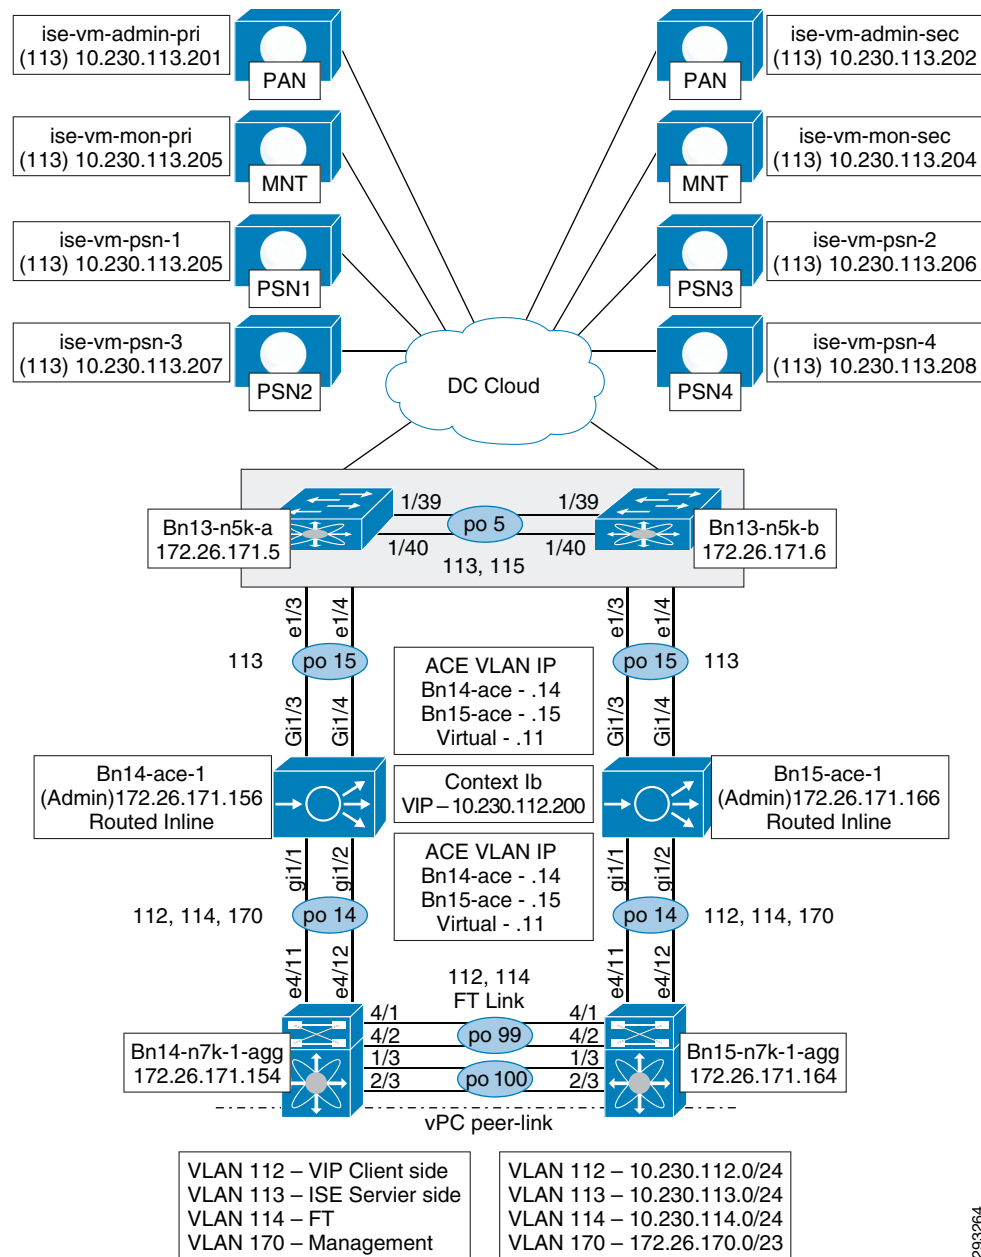 ise-vm-admin-pri
(113) 10.230.113.201
PAN
ise-vm-admin-sec
(113) 10.230.113.202
PAN
ise-vm-mon-pri
(113) 10.230.113.205
MNT
ise-vm-mon-sec
(113) 10.230.113.204
MNT
ise-vm-psn-1
(113) 10.230.113.205
PSN1
ise-vm-psn-2
(113) 10.230.113.206
PSN3
ise-vm-psn-3
(113) 10.230.113.207
PSN2
ise-vm-psn-4
(113) 10.230.113.208
PSN4
DC Cloud
Bn13-n5k-a
172.26.171.5
1/39
1/39
po 5
1/40
1/40
113, 115
Bn13-n5k-b
172.26.171.6
e1/3
e1/4
e1/3
e1/4
113
po 15
po 15
113
Gi1/3
Gi1/4
Gi1/3
Gi1/4
ACE VLAN IP
Bn14-ace - .14
Bn15-ace - .15
Virtual - .11
Bn14-ace-1
(Admin)172.26.171.156
Routed Inline
Context Ib
VIP – 10.230.112.200
Bn15-ace-1
(Admin)172.26.171.166
Routed Inline
gi1/1
gi1/2
gi1/1
gi1/2
ACE VLAN IP
Bn14-ace - .14
Bn15-ace - .15
Virtual - .11
112, 114, 170
po 14
po 14
112, 114, 170
e4/11
e4/12
e4/11
e4/12
112, 114
FT Link
4/1
4/1
4/2
po 99
4/2
1/3
1/3
2/3
po 100
2/3
Bn14-n7k-1-agg
172.26.171.154
Bn15-n7k-1-agg
172.26.171.164
vPC peer-link
VLAN 112 – VIP Client side
VLAN 113 – ISE Servier side
VLAN 114 – FT
VLAN 170 – Management
VLAN 112 – 10.230.112.0/24
VLAN 113 – 10.230.113.0/24
VLAN 114 – 10.230.114.0/24
VLAN 170 – 172.26.170.0/23
293264